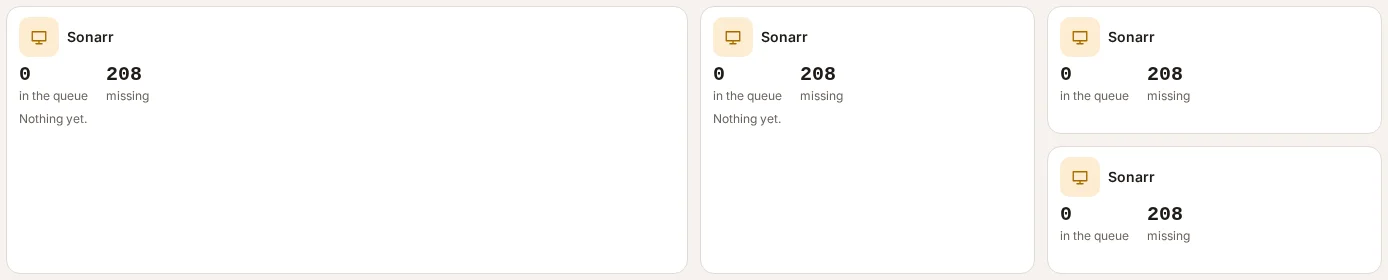 Sonarr
0 208
in the queue missing
Nothing yet.
Sonarr
0 208
in the queue missing
Nothing yet.
Sonarr
0 208
in the queue missing
Sonarr
0 208
in the queue missing